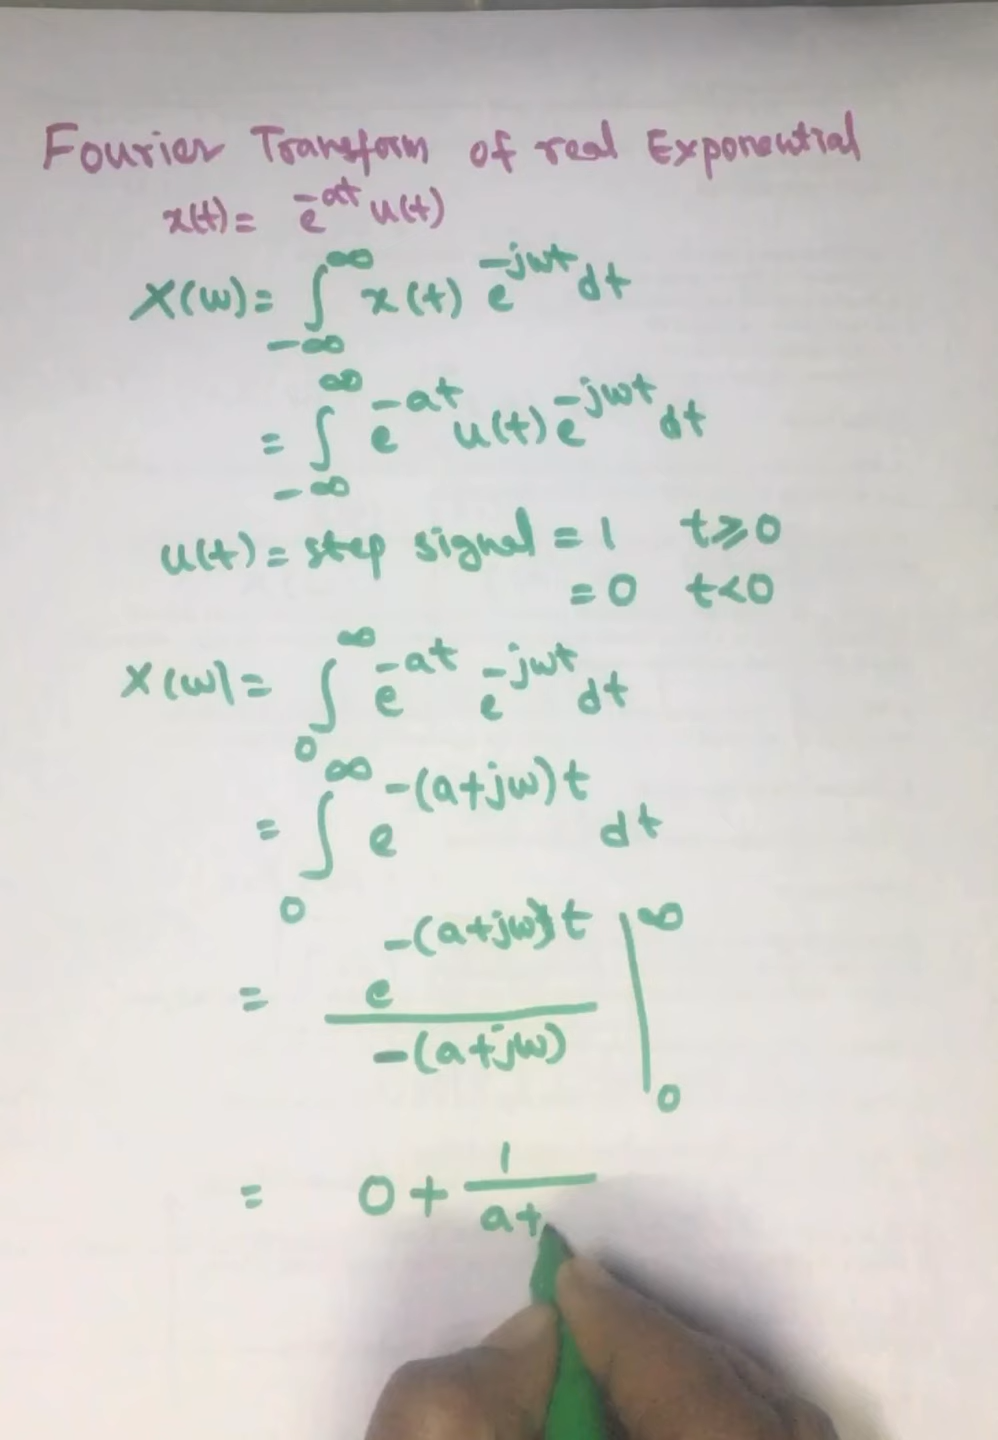 Fourier Transform of real Exponential
x(t) = e^-at u(t)
X(w) = ∫_-∞^∞ x(t) e^-jwt dt
= ∫_-∞^∞ e^-at u(t) e^-jwt dt
u(t) = step signal = 1 t≥0
= 0 t<0
X(w) = ∫_0^∞ e^-at e^-jwt dt
= ∫_0^∞ e^-(a+jw)t dt
= e^-(a+jw)t / -(a+jw) |_0^∞
= 0 + 1 / a+